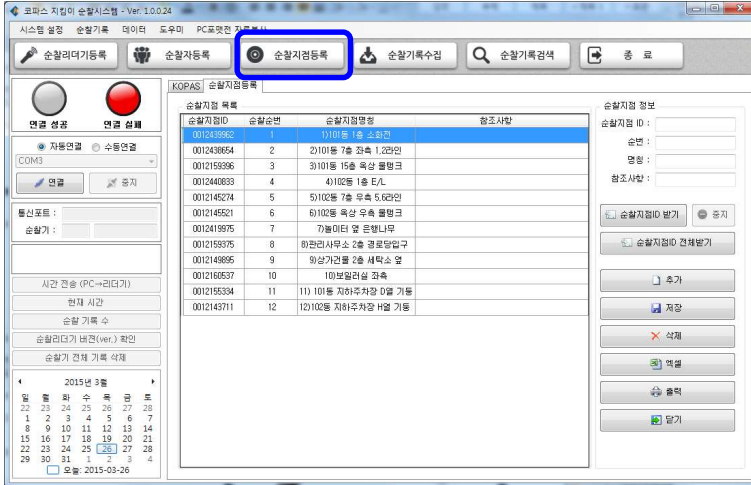 코파스 지킴이 순찰시스템 - Ver. 1.0.0.24
시스템 설정 순찰기록 데이터 도우미 PC포맷전 자료복사
순찰리더기등록 순찰자등록 순찰지점등록 순찰기록수집 순찰기록검색 종 료
KOPAS 순찰지점등록
연결 성공 연결 실패
자동연결 수동연결
COM3
연결 중지
통신포트 :
순찰기 :
시간 전송 (PC→리더기)
현재 시간
순찰 기록 수
순찰리더기 버전(ver.) 확인
순찰기 전체 기록 삭제
2015년 3월
일 월 화 수 목 금 토
22 23 24 25 26 27 28
1 2 3 4 5 6 7
8 9 10 11 12 13 14
15 16 17 18 19 20 21
22 23 24 25 26 27 28
29 30 31 1 2 3 4
오늘: 2015-03-26
순찰지점 목록
순찰지점ID 순찰순번 순찰지점명칭 참조사항
0012439962 1 1)101동 1층 소화전
0012438654 2 2)101동 7층 좌측 1,2라인
0012159396 3 3)101동 15층 옥상 물탱크
0012440833 4 4)102동 1층 E/L
0012145274 5 5)102동 7층 우측 5,6라인
0012145521 6 6)102동 옥상 우측 물탱크
0012419975 7 7)놀이터 옆 은행나무
0012159375 8 8)관리사무소 2층 경로당입구
0012149895 9 9)상가건물 2층 세탁소 옆
0012160537 10 10)보일러실 좌측
0012155334 11 11) 101동 지하주차장 D열 기둥
0012143711 12 12)102동 지하주차장 H열 기둥
순찰지점 정보
순찰지점 ID :
순번 :
명칭 :
참조사항 :
순찰지점ID 받기 중지
순찰지점ID 전체받기
추가
저장
삭제
엑셀
출력
닫기